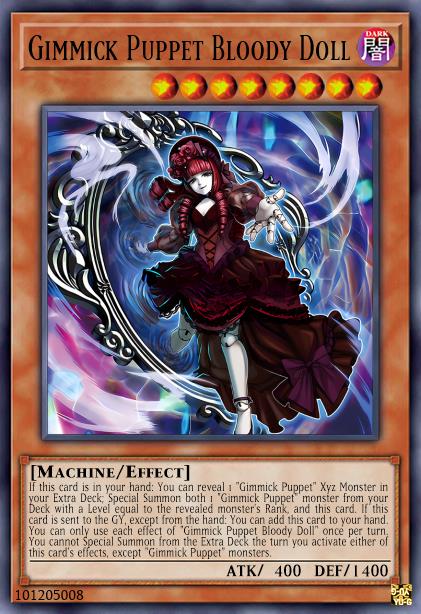 GIMMICK PUPPET BLOODY DOLL
DARK
闇
[MACHINE/EFFECT]
If this card is in your hand: You can reveal 1 "Gimmick Puppet" Xyz Monster in
your Extra Deck; Special Summon both 1 "Gimmick Puppet" monster from your
Deck with a Level equal to the revealed monster's Rank, and this card. If this
card is sent to the GY, except from the hand: You can add this card to your hand.
You can only use each effect of "Gimmick Puppet Bloody Doll" once per turn.
You cannot Special Summon from the Extra Deck the turn you activate either of
this card's effects, except "Gimmick Puppet" monsters.
ATK/ 400 DEF/1400
101205008